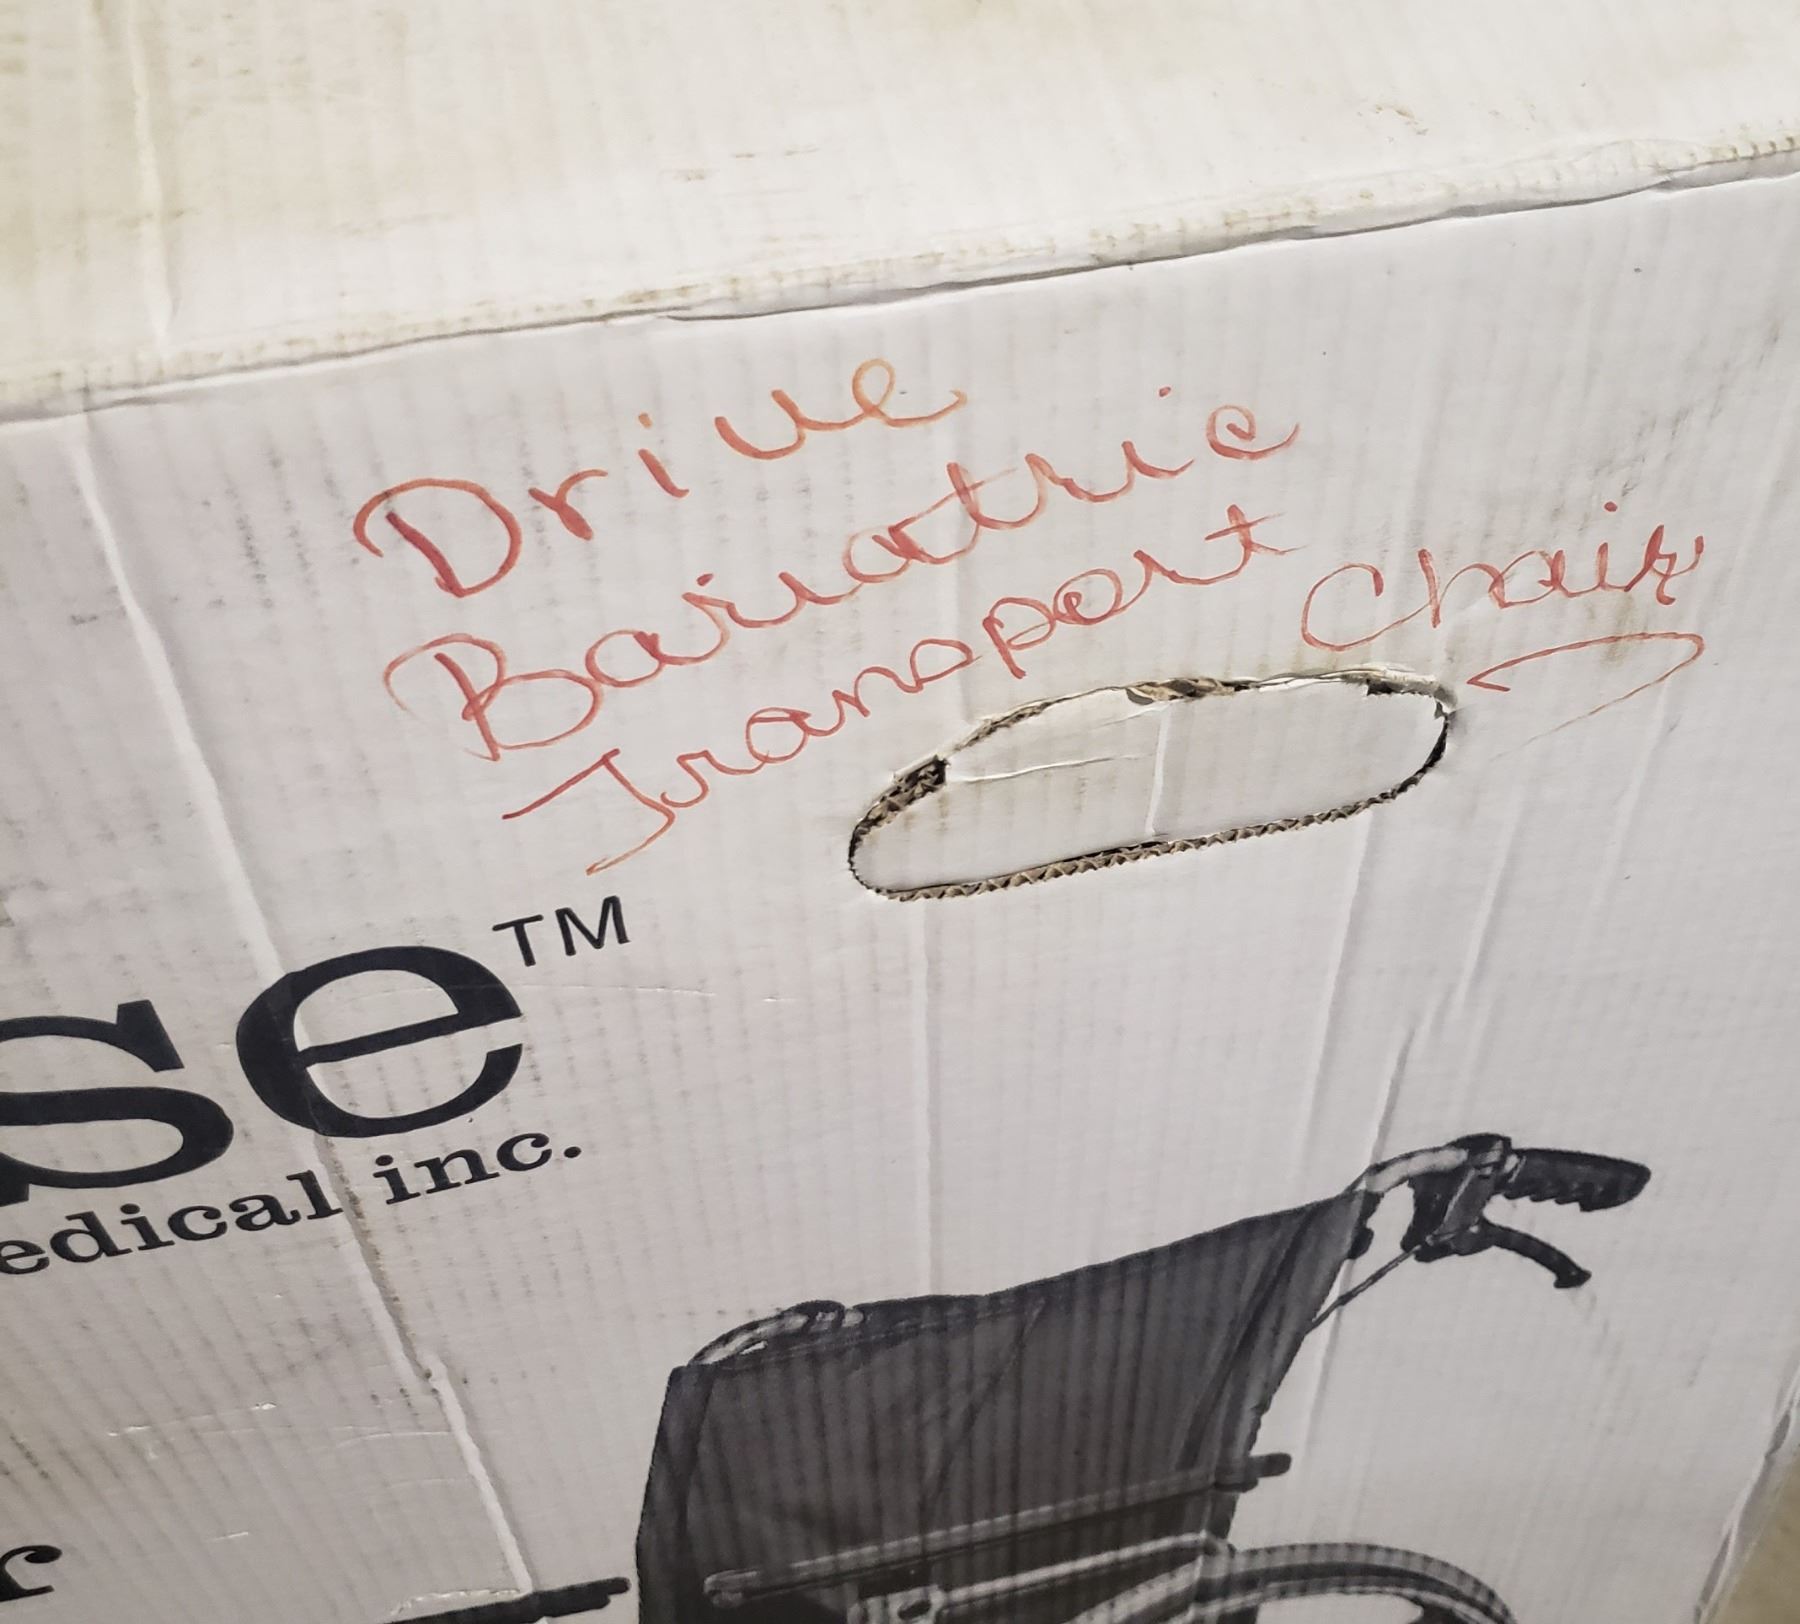 Drive
Bariatric
Transport Chair
se™
edical inc.
r